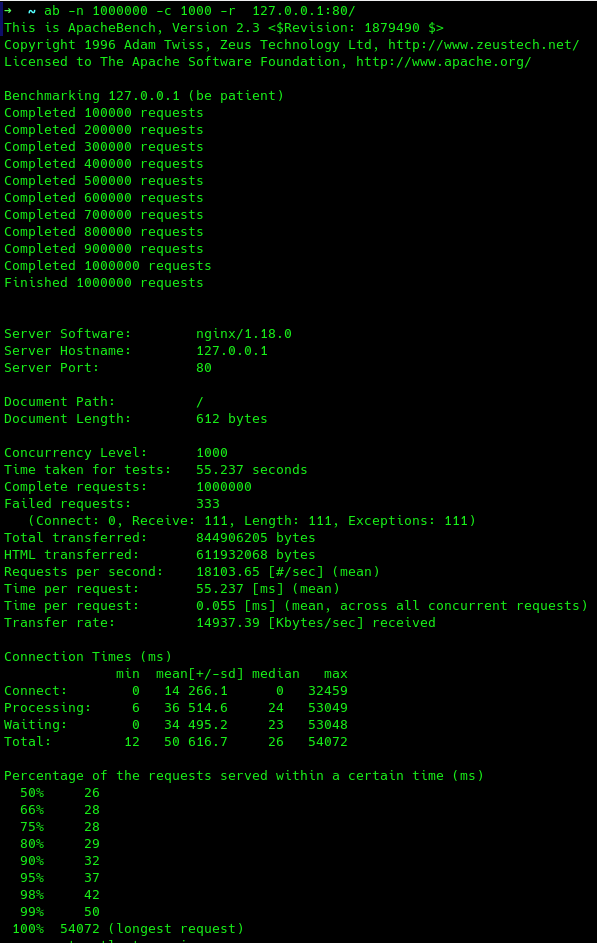 → ~ ab -n 1000000 -c 1000 -r 127.0.0.1:80/
This is ApacheBench, Version 2.3 <$Revision: 1879490 $>
Copyright 1996 Adam Twiss, Zeus Technology Ltd, http://www.zeustech.net/
Licensed to The Apache Software Foundation, http://www.apache.org/
Benchmarking 127.0.0.1 (be patient)
Completed 100000 requests
Completed 200000 requests
Completed 300000 requests
Completed 400000 requests
Completed 500000 requests
Completed 600000 requests
Completed 700000 requests
Completed 800000 requests
Completed 900000 requests
Completed 1000000 requests
Finished 1000000 requests
Server Software: nginx/1.18.0
Server Hostname: 127.0.0.1
Server Port: 80
Document Path: /
Document Length: 612 bytes
Concurrency Level: 1000
Time taken for tests: 55.237 seconds
Complete requests: 1000000
Failed requests: 333
(Connect: 0, Receive: 111, Length: 111, Exceptions: 111)
Total transferred: 844906205 bytes
HTML transferred: 611932068 bytes
Requests per second: 18103.65 [#/sec] (mean)
Time per request: 55.237 [ms] (mean)
Time per request: 0.055 [ms] (mean, across all concurrent requests)
Transfer rate: 14937.39 [Kbytes/sec] received
Connection Times (ms)
min mean[+/-sd] median max
Connect: 0 14 266.1 0 32459
Processing: 6 36 514.6 24 53049
Waiting: 0 34 495.2 23 53048
Total: 12 50 616.7 26 54072
Percentage of the requests served within a certain time (ms)
50% 26
66% 28
75% 28
80% 29
90% 32
95% 37
98% 42
99% 50
100% 54072 (longest request)